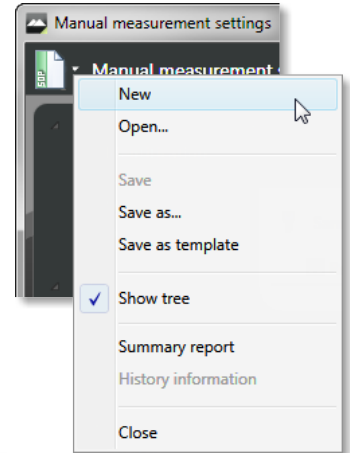 Manual measurement settings
SOP
Manual measurement s
New
Open...
Save
Save as...
Save as template
Show tree
Summary report
History information
Close